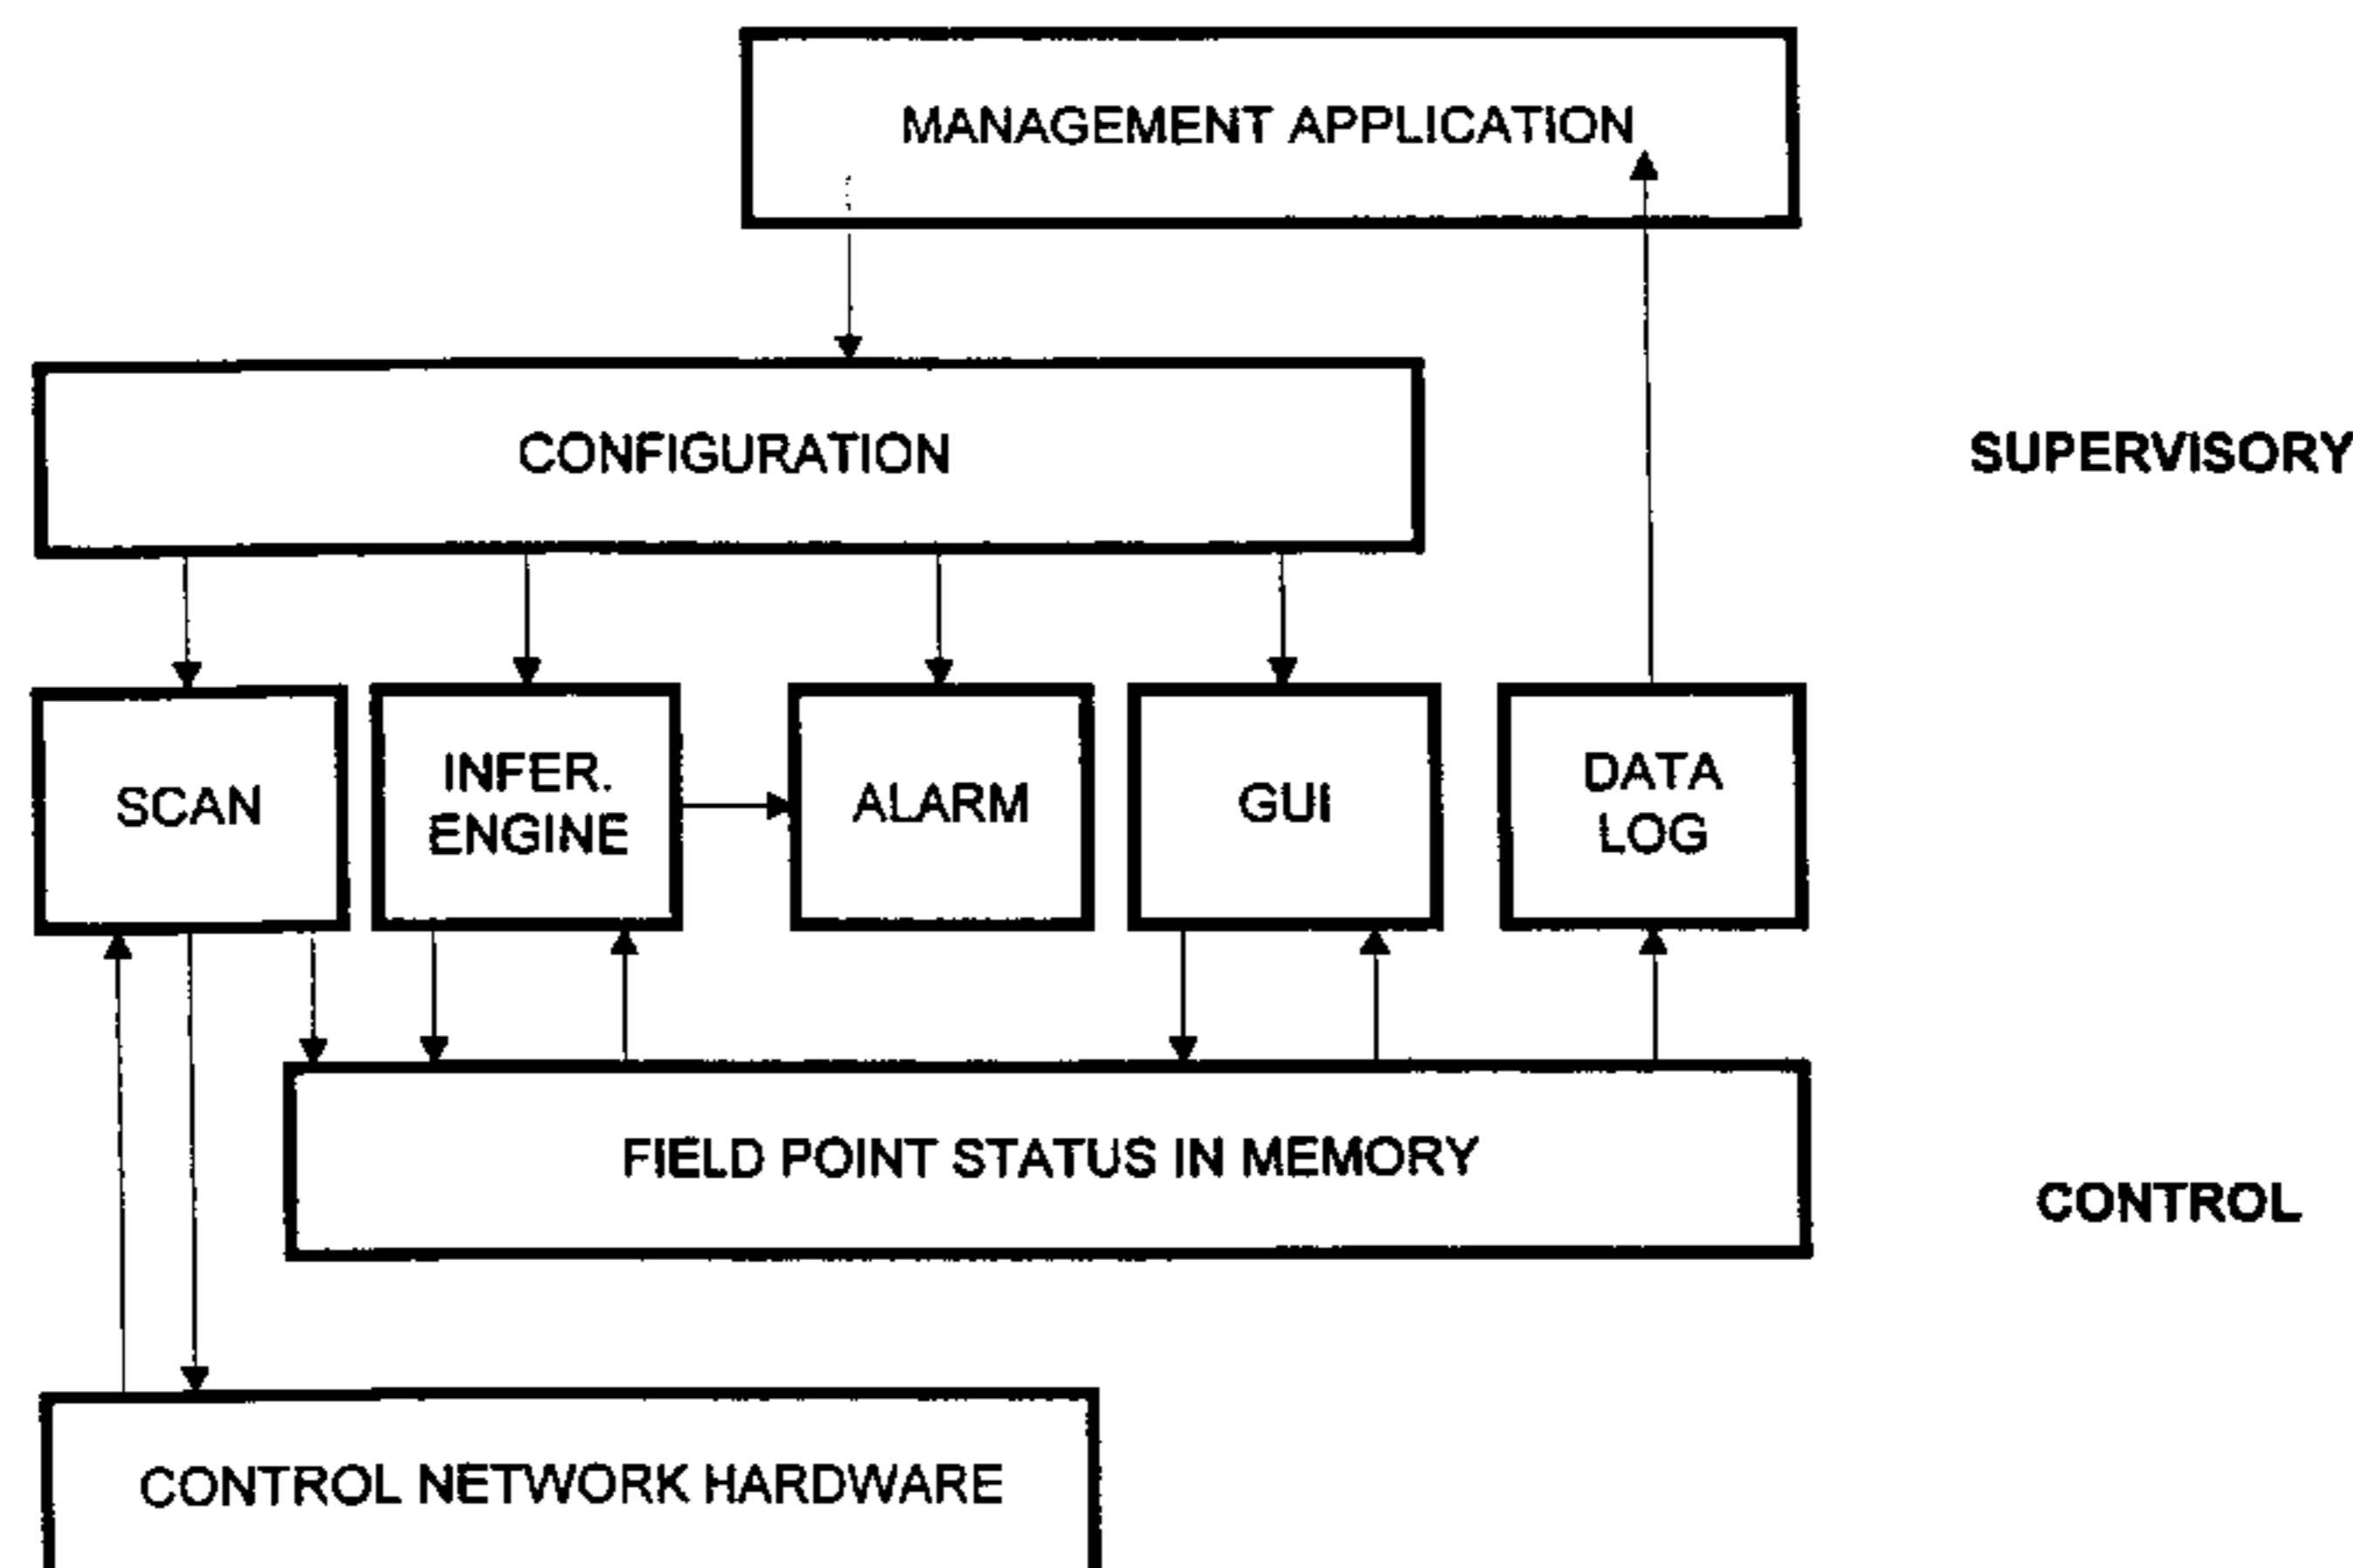 MANAGEMENT APPLICATION
CONFIGURATION
SUPERVISORY
SCAN
INFER.
ENGINE
ALARM
GUI
DATA
LOG
FIELD POINT STATUS IN MEMORY
CONTROL
CONTROL NETWORK HARDWARE